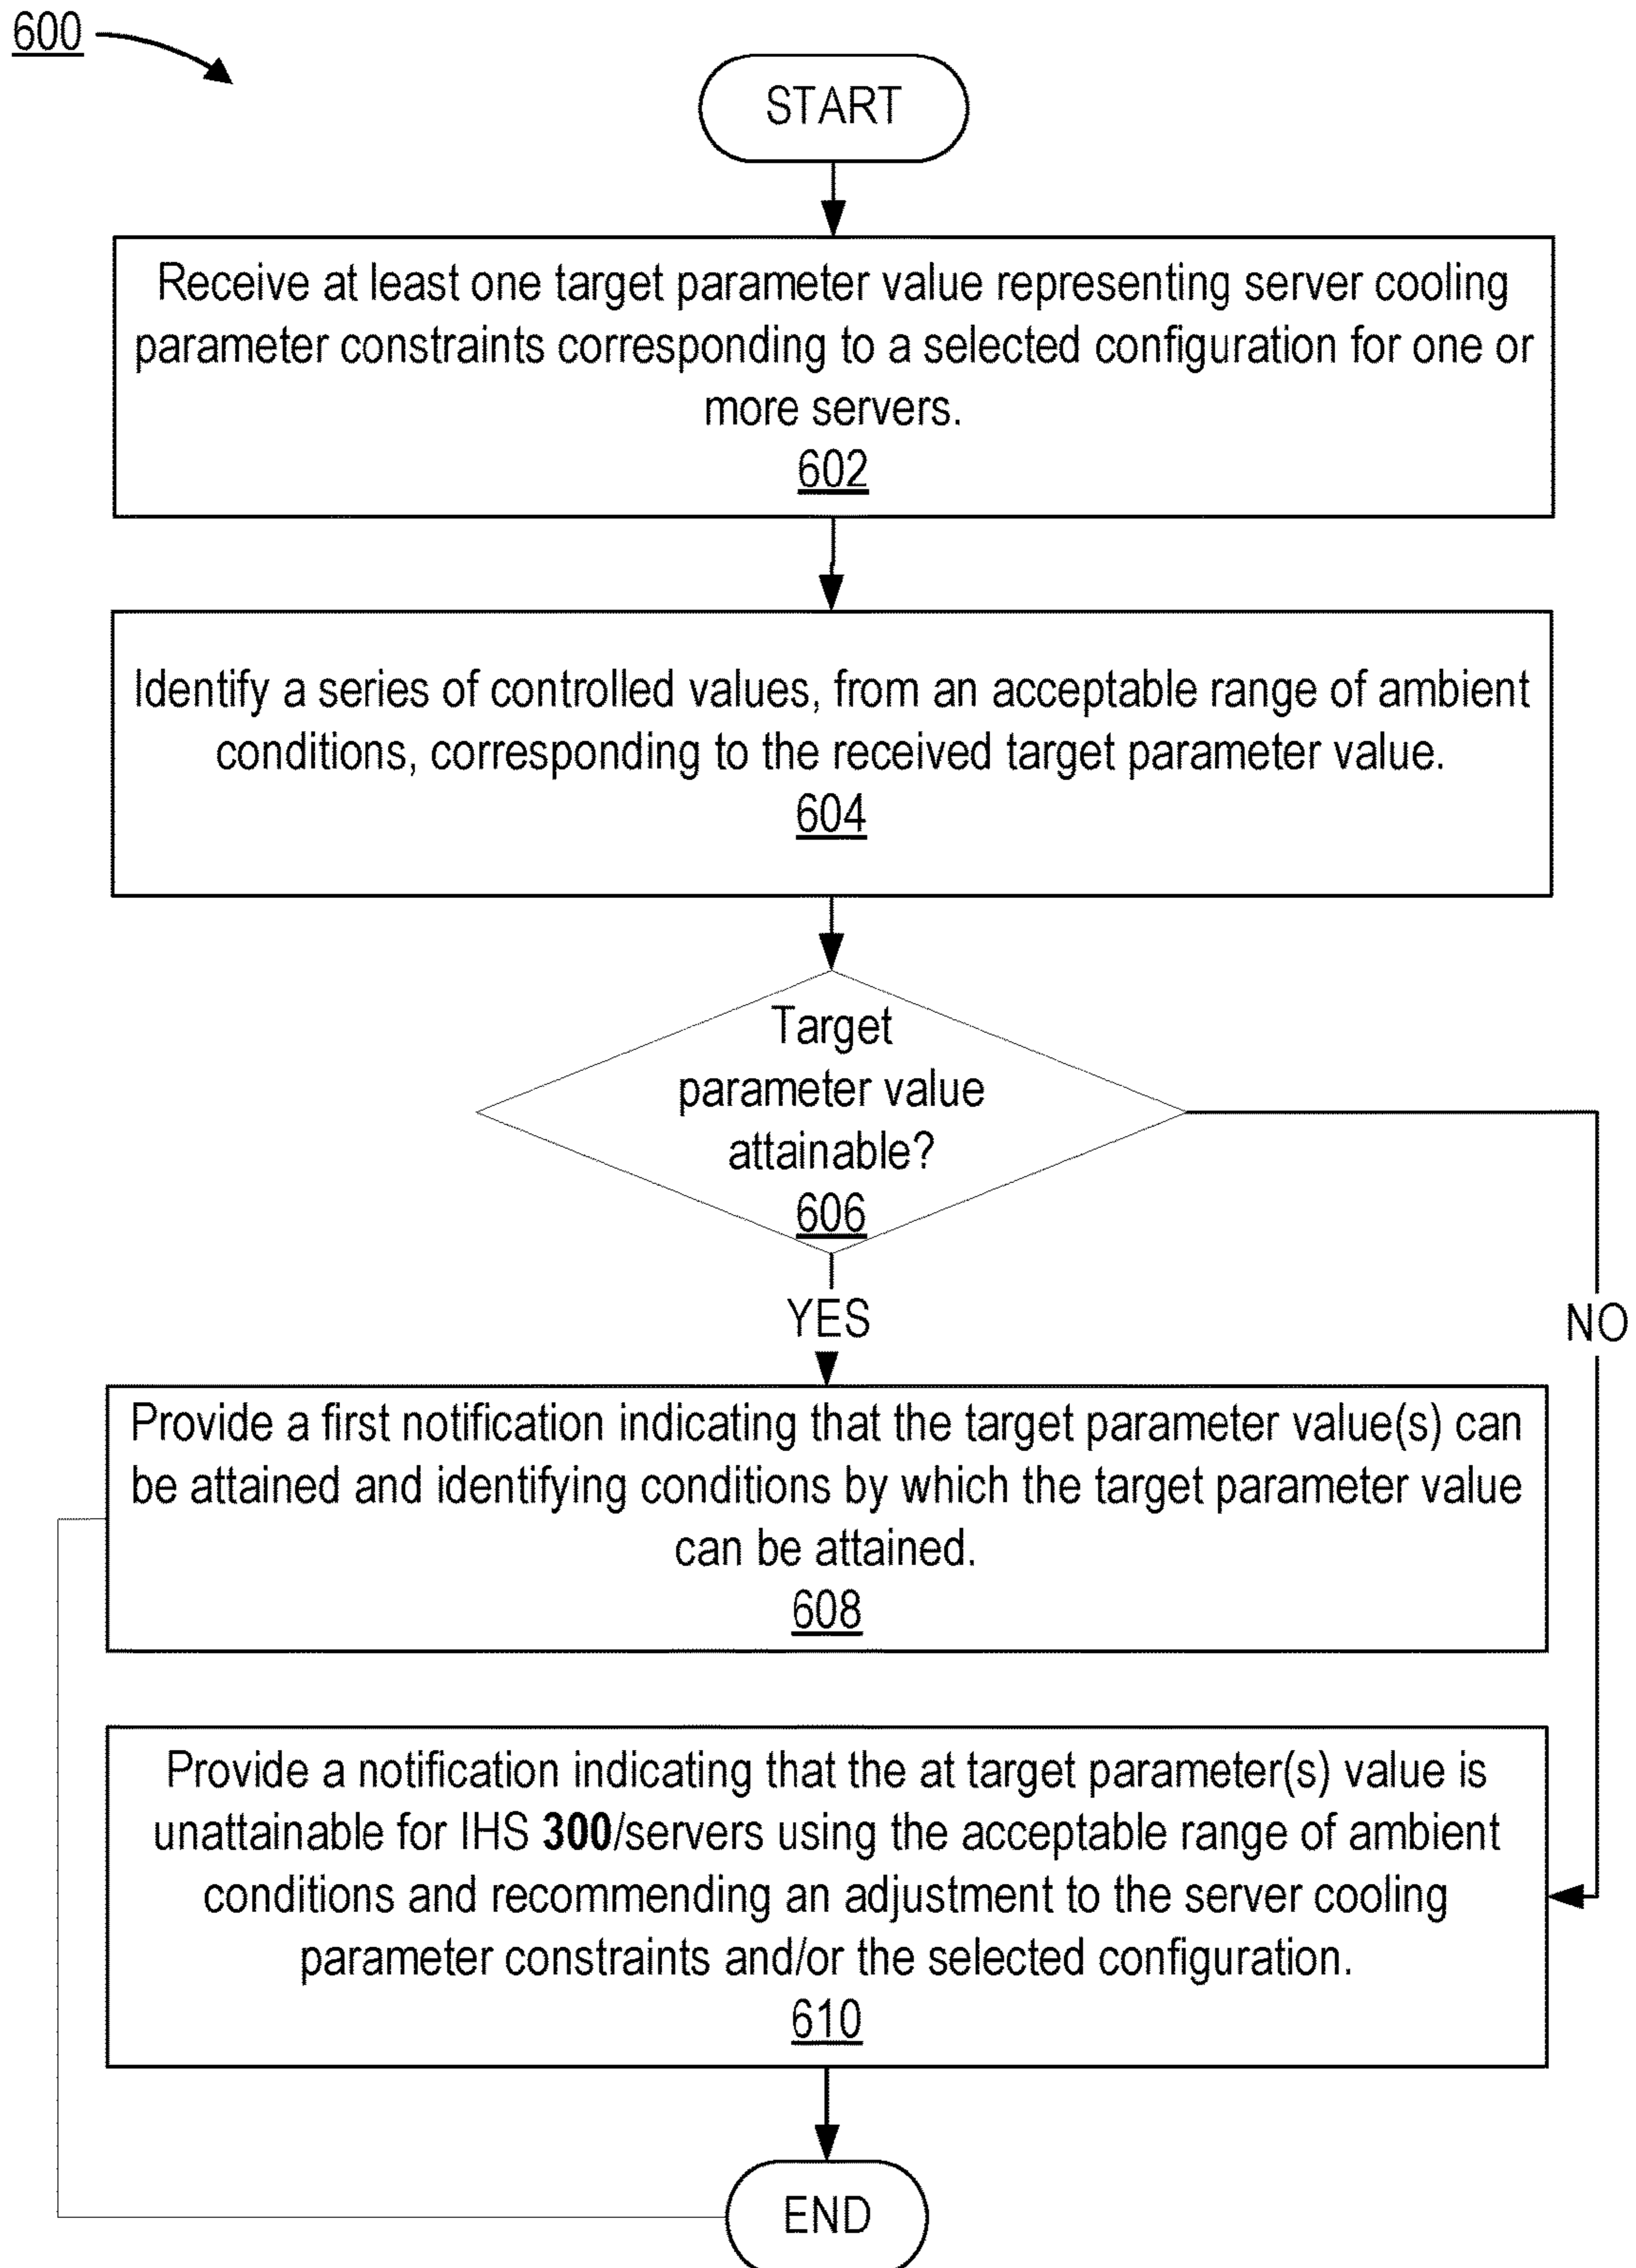 600
START
Receive at least one target parameter value representing server cooling
parameter constraints corresponding to a selected configuration for one or
more servers.
602
Identify a series of controlled values, from an acceptable range of ambient
conditions, corresponding to the received target parameter value.
604
Target
parameter value
attainable?
606
YES
NO
Provide a first notification indicating that the target parameter value(s) can
be attained and identifying conditions by which the target parameter value
can be attained.
608
Provide a notification indicating that the at target parameter(s) value is
unattainable for IHS 300/servers using the acceptable range of ambient
conditions and recommending an adjustment to the server cooling
parameter constraints and/or the selected configuration.
610
END